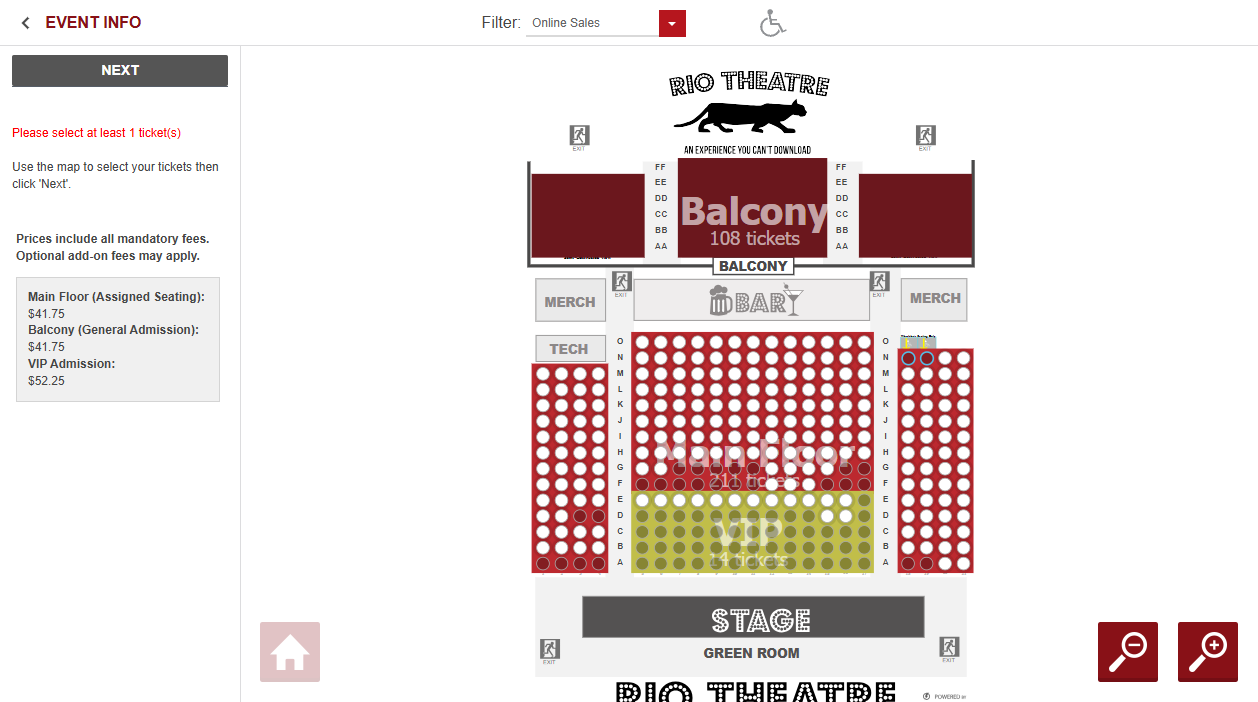 EVENT INFO
Filter: Online Sales
NEXT
Please select at least 1 ticket(s)
Use the map to select your tickets then
click 'Next'.
Prices include all mandatory fees.
Optional add-on fees may apply.
Main Floor (Assigned Seating):
$41.75
Balcony (General Admission):
$41.75
VIP Admission:
$52.25
RIO THEATRE
AN EXPERIENCE YOU CAN'T DOWNLOAD
EXIT
EXIT
FF FF
EE EE
DD DD
CC CC
BB BB
AA AA
Balcony
108 tickets
BALCONY
EXIT
EXIT
MERCH
BAR
MERCH
TECH
O O
N N
M M
L L
K K
J J
I I
H H
G G
F F
E E
D D
C C
B B
A A
Main Floor
211 tickets
VIP
14 tickets
STAGE
GREEN ROOM
EXIT
EXIT
RIO THEATRE
POWERED BY